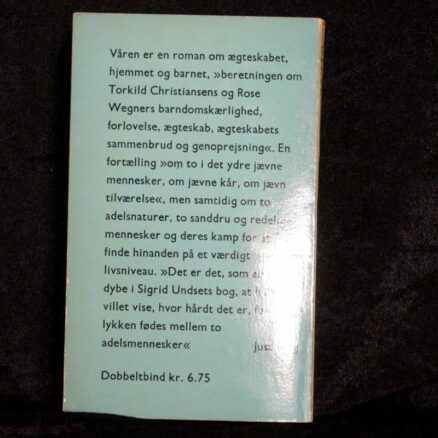 Våren er en roman om ægteskabet,
hjemmet og barnet, »beretningen om
Torkild Christiansens og Rose
Wegners barndomskærlighed,
forlovelse, ægteskab, ægteskabets
sammenbrud og genoprejsning«. En
fortælling »om to i det ydre jævne
mennesker, om jævne kår, om jævn
tilværelse«, men samtidig om to
adelsnaturer, to sanddru og
mennesker og deres kamp for at
finde hinanden på et værdigt
livsniveau. »Det er det, som er
dybe i Sigrid Undsets bog, at
villet vise, hvor hårdt det er,
lykken fødes mellem to
adelsmennesker«
Dobbeltbind kr. 6.75